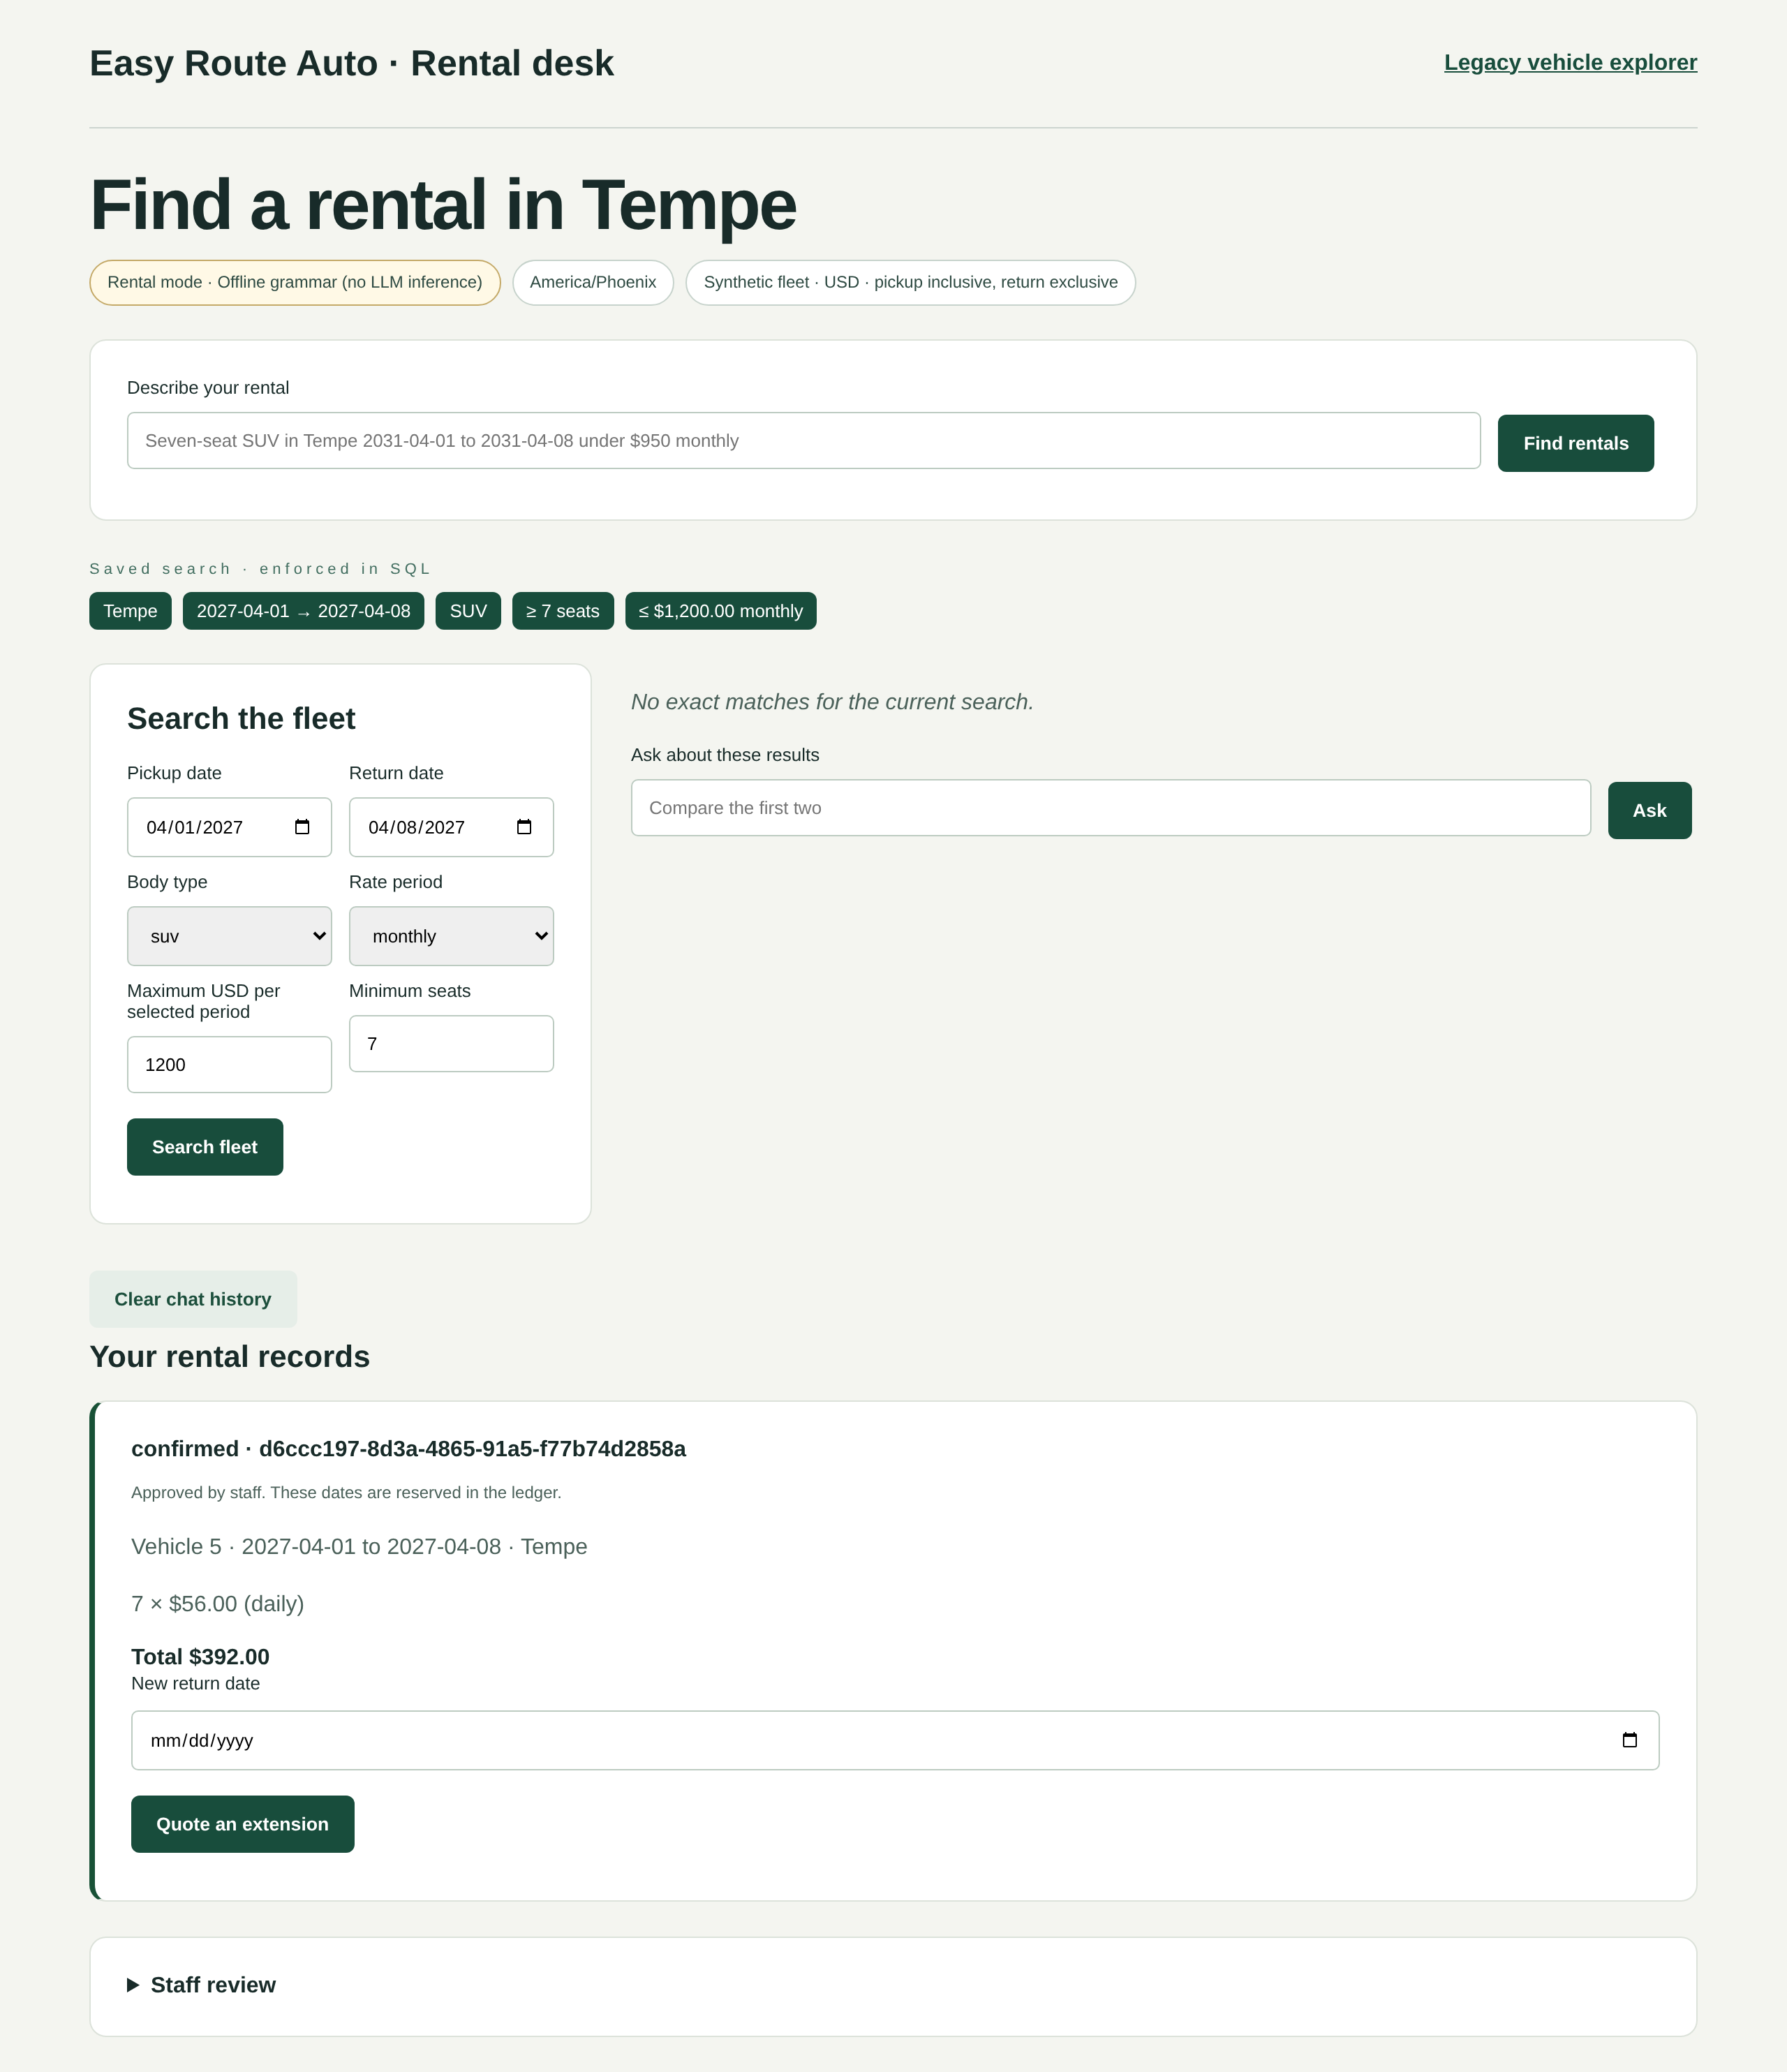 Easy Route Auto · Rental desk
Legacy vehicle explorer
Find a rental in Tempe
Rental mode · Offline grammar (no LLM inference)
America/Phoenix
Synthetic fleet · USD · pickup inclusive, return exclusive
Describe your rental
Seven-seat SUV in Tempe 2031-04-01 to 2031-04-08 under $950 monthly
Find rentals
Saved search · enforced in SQL
Tempe
2027-04-01 → 2027-04-08
SUV
≥ 7 seats
≤ $1,200.00 monthly
Search the fleet
Pickup date
Return date
04/01/2027
04/08/2027
Body type
Rate period
suv
monthly
Maximum USD per
selected period
Minimum seats
1200
7
Search fleet
No exact matches for the current search.
Ask about these results
Compare the first two
Ask
Clear chat history
Your rental records
confirmed · d6ccc197-8d3a-4865-91a5-f77b74d2858a
Approved by staff. These dates are reserved in the ledger.
Vehicle 5 · 2027-04-01 to 2027-04-08 · Tempe
7 × $56.00 (daily)
Total $392.00
New return date
mm/dd/yyyy
Quote an extension
Staff review